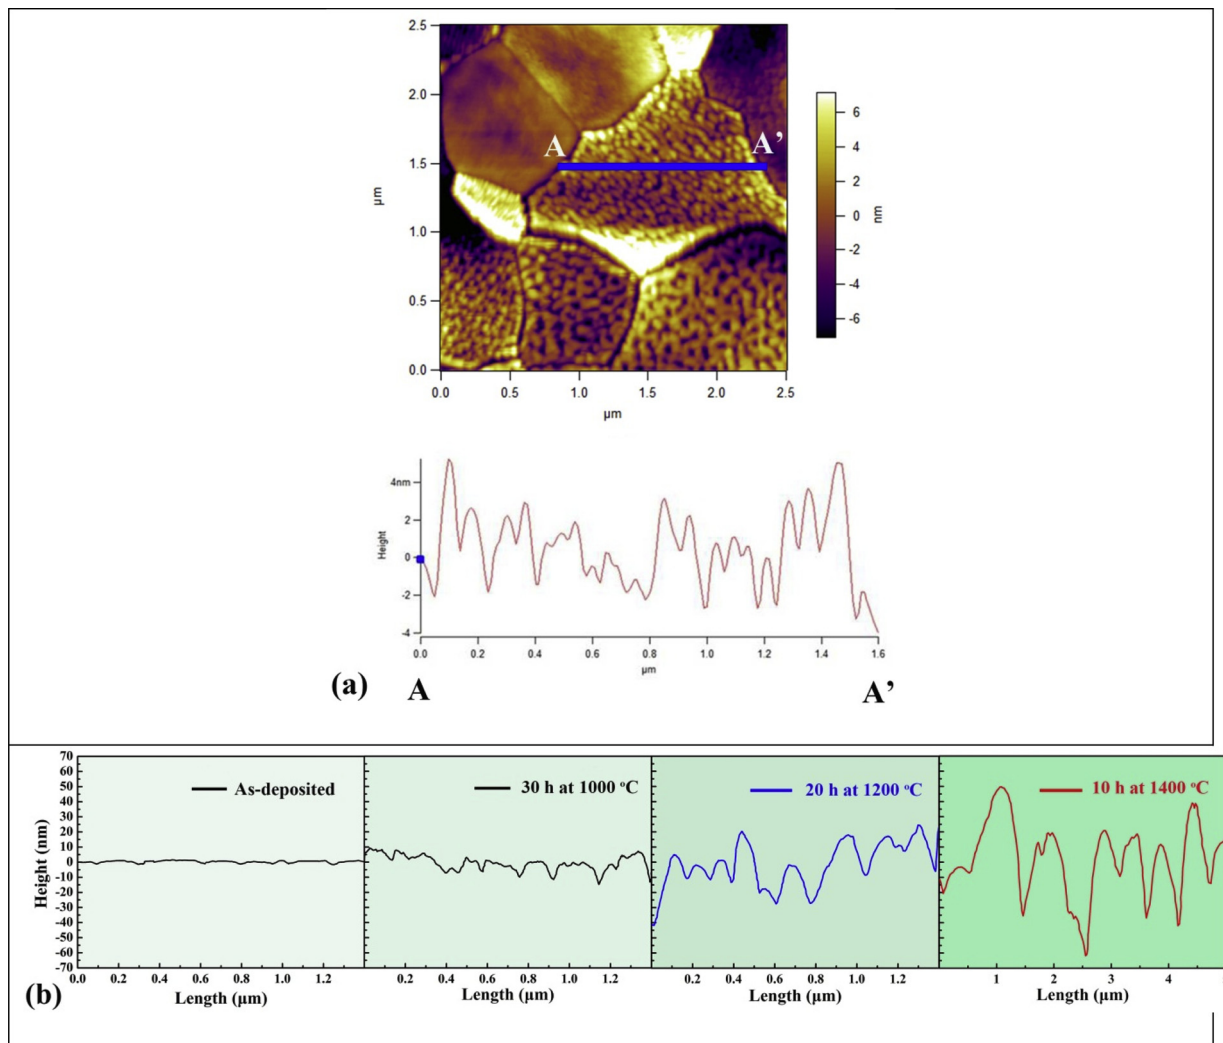 2.5
2.0
1.5
1.0
0.5
0.0
µm
A A’
0.0 0.5 1.0 1.5 2.0 2.5
µm
6
4
2
0
-2
-4
-6
nm
4nm
2
0
-2
-4
Height
0.0 0.2 0.4 0.6 0.8 1.0 1.2 1.4 1.6
µm
(a) A A’
70
60
50
40
30
20
10
0
-10
-20
-30
-40
-50
-60
-70
Height (nm)
As-deposited
30 h at 1000 °C
20 h at 1200 °C
10 h at 1400 °C
0.0 0.2 0.4 0.6 0.8 1.0 1.2
0.2 0.4 0.6 0.8 1.0 1.2
0.2 0.4 0.6 0.8 1.0 1.2
1 2 3 4
Length (µm)
Length (µm)
Length (µm)
Length (µm)
(b)